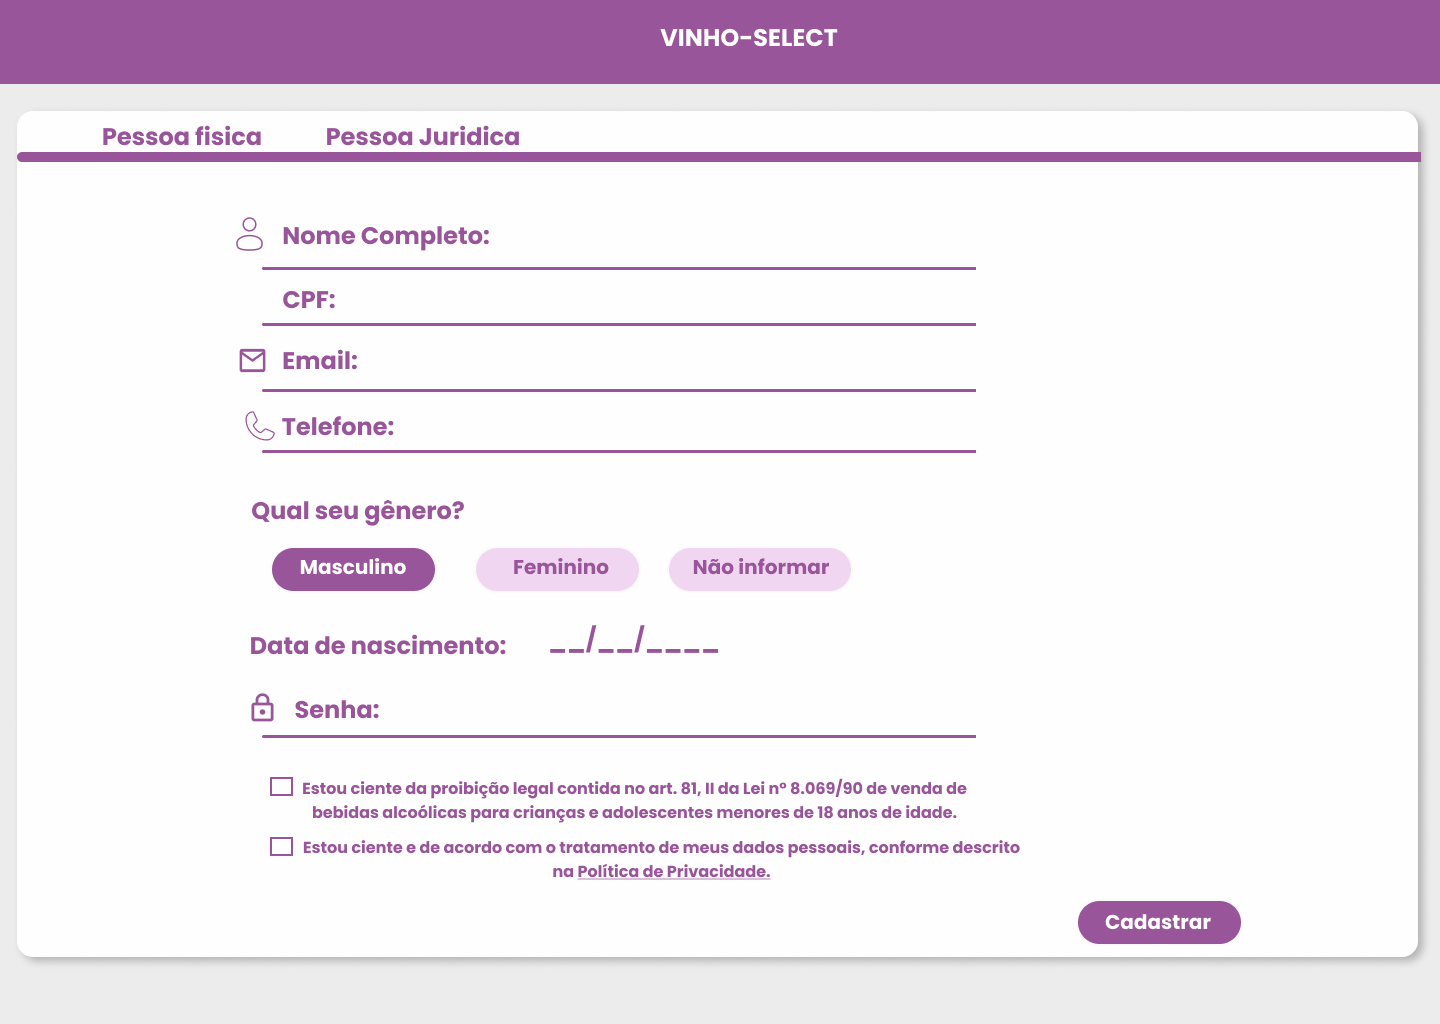 VINHO-SELECT
Pessoa fisica
Pessoa Juridica
Nome Completo:
CPF:
Email:
Telefone:
Qual seu gênero?
Masculino
Feminino
Não informar
Data de nascimento: __/__/____
Senha:
Estou ciente da proibição legal contida no art. 81, II da Lei nº 8.069/90 de venda de
bebidas alcoólicas para crianças e adolescentes menores de 18 anos de idade.
Estou ciente e de acordo com o tratamento de meus dados pessoais, conforme descrito
na Política de Privacidade.
Cadastrar